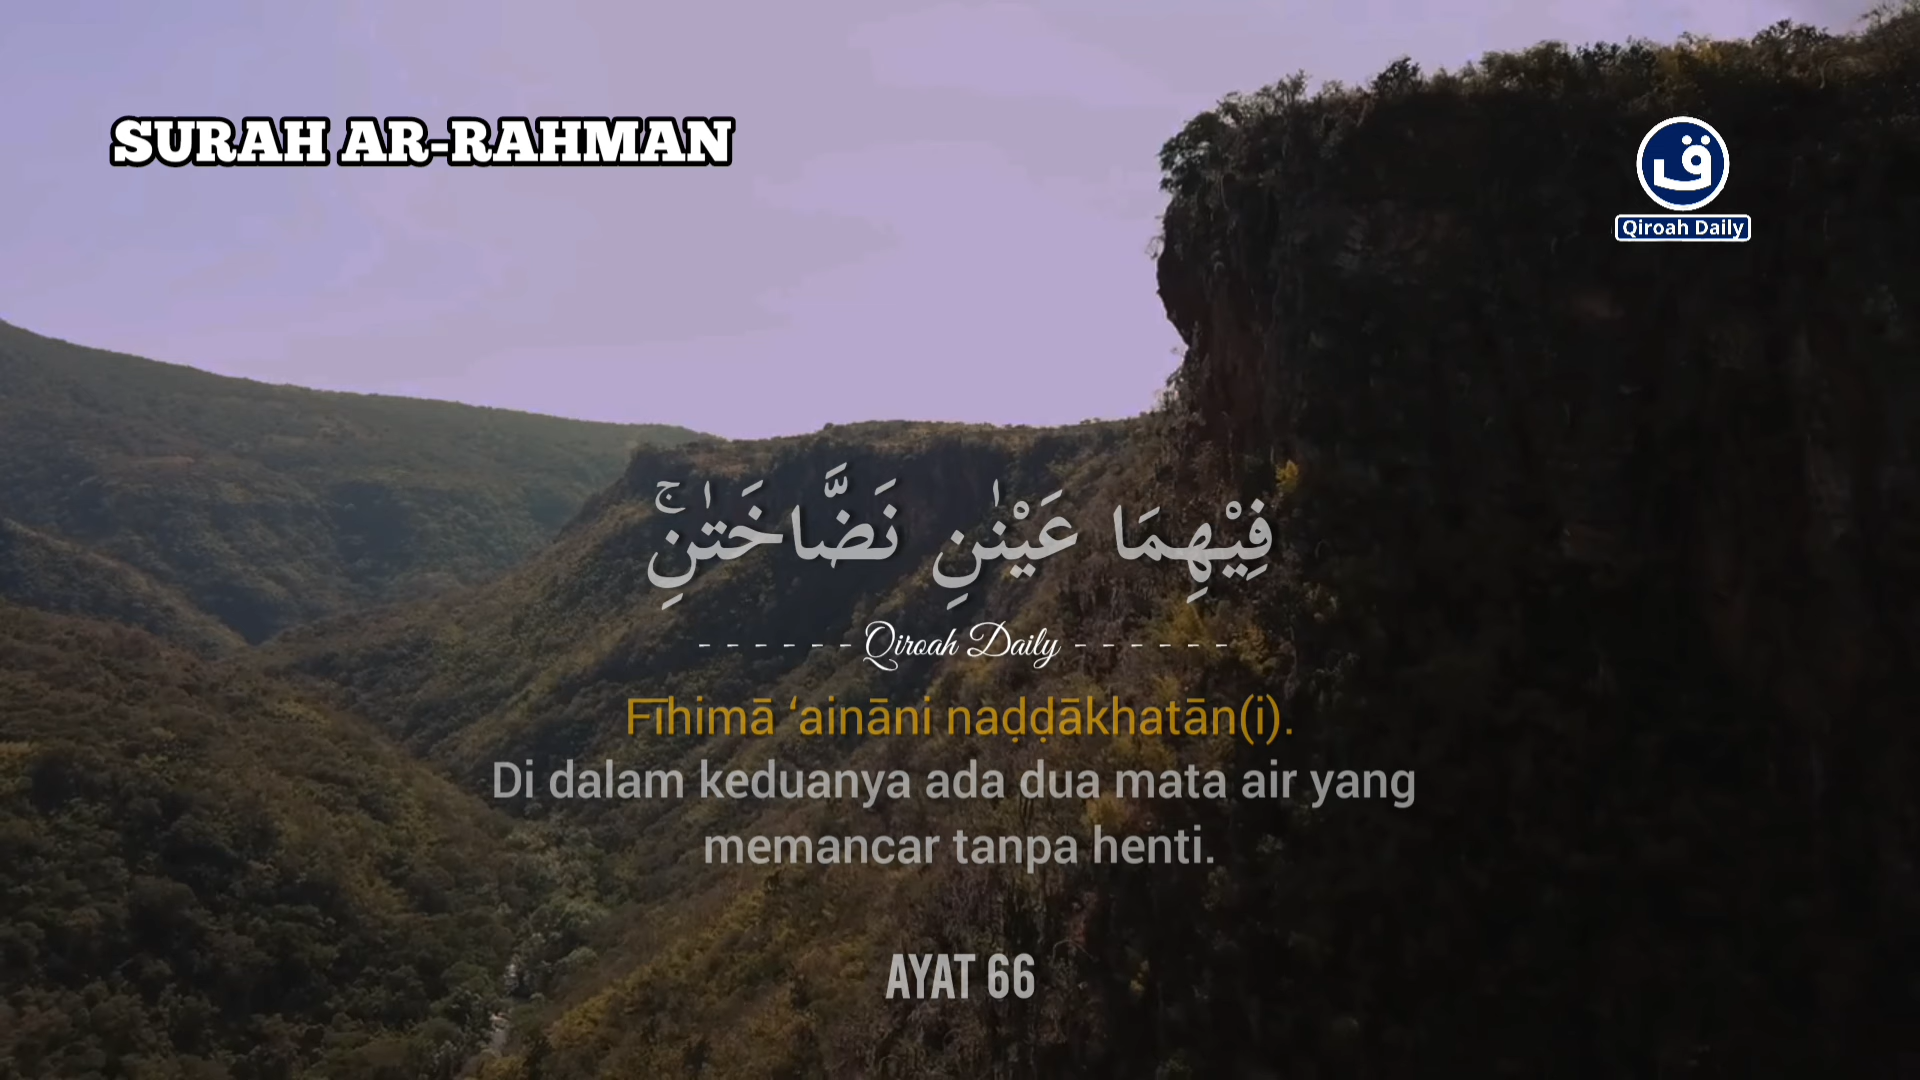 SURAH AR-RAHMAN
ق
Qiroah Daily
فِيْهِمَا عَيْنٰنِ نَضَّاخَتٰنِۚ
- - - - - - Qiroah Daily - - - - - -
Fīhimā ‘aināni naḍḍākhatān(i).
Di dalam keduanya ada dua mata air yang
memancar tanpa henti.
AYAT 66